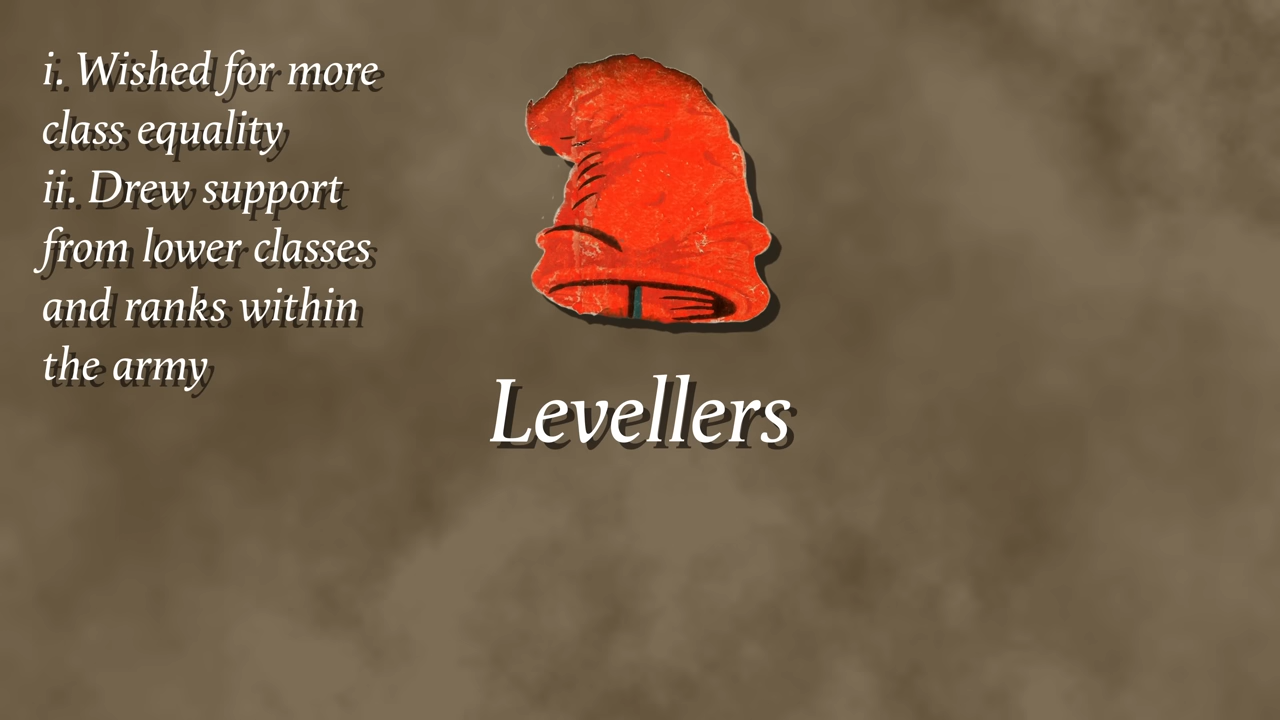 i. Wished for more
class equality
ii. Drew support
from lower classes
and ranks within
the army
Levellers